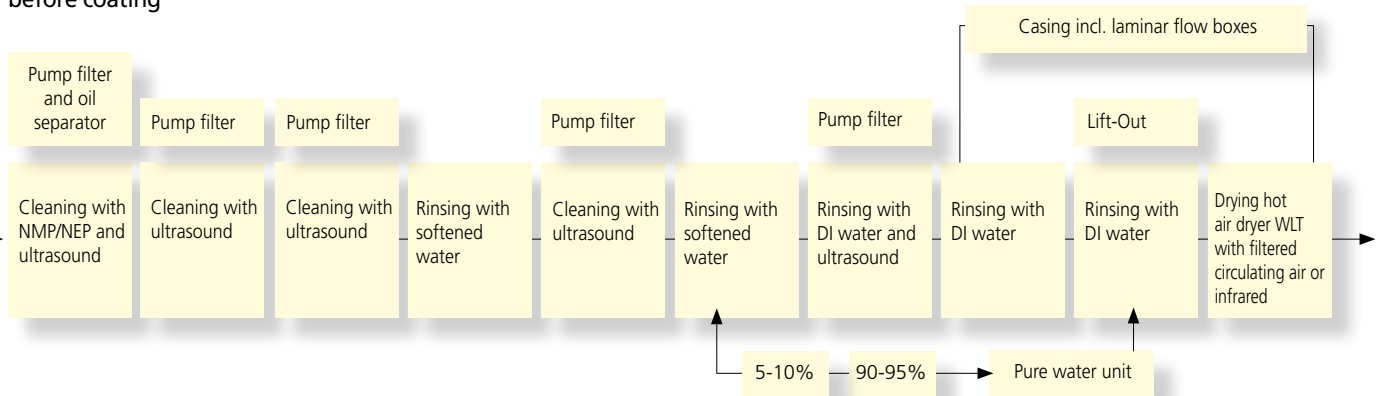 before coating
Casing incl. laminar flow boxes
Pump filter
and oil
separator
Pump filter
Pump filter
Pump filter
Pump filter
Lift-Out
Cleaning with
NMP/NEP and
ultrasound
Cleaning with
ultrasound
Cleaning with
ultrasound
Rinsing with
softened
water
Cleaning with
ultrasound
Rinsing with
softened
water
Rinsing with
DI water and
ultrasound
Rinsing with
DI water
Rinsing with
DI water
Drying hot
air dryer WLT
with filtered
circulating air or
infrared
5-10%
90-95%
Pure water unit